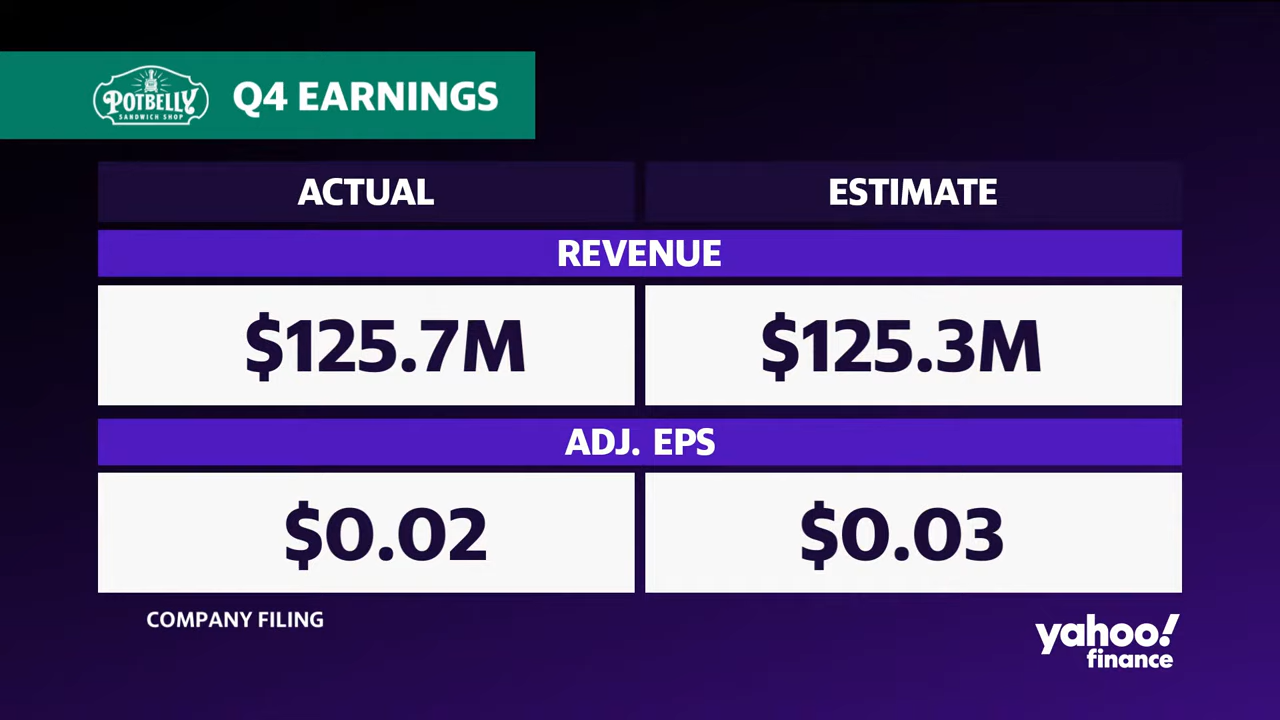 POTBELLY
SANDWICH SHOP
Q4 EARNINGS
ACTUAL ESTIMATE
REVENUE
$125.7M $125.3M
ADJ. EPS
$0.02 $0.03
COMPANY FILING
yahoo!
finance